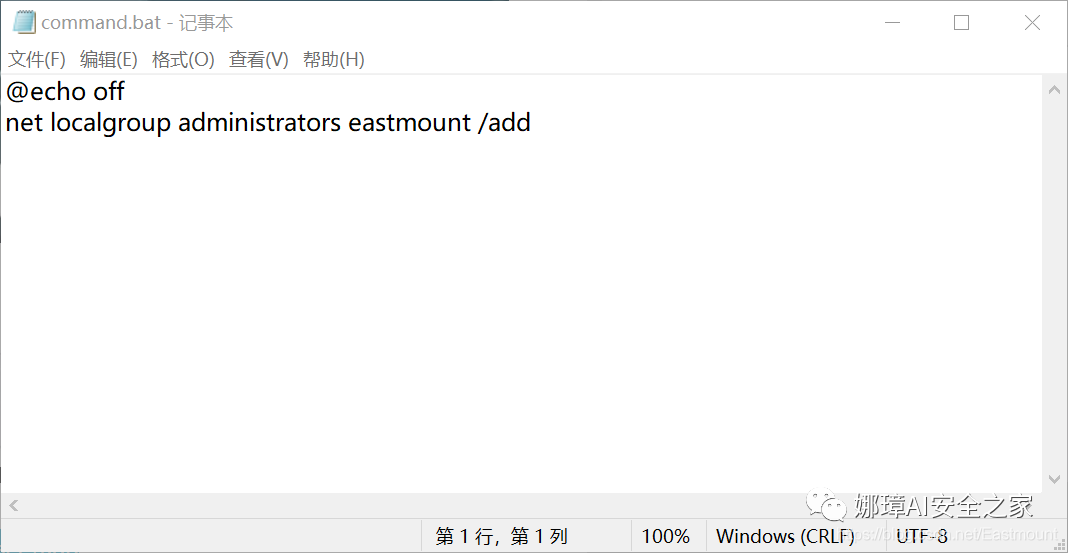 command.bat - 记事本
文件(F) 编辑(E) 格式(O) 查看(V) 帮助(H)
@echo off
net localgroup administrators eastmount /add
娜璋AI安全之家
第 1 行，第 1 列 100% Windows (CRLF) UTF-8
https://blog.csdn.net/Eastmount